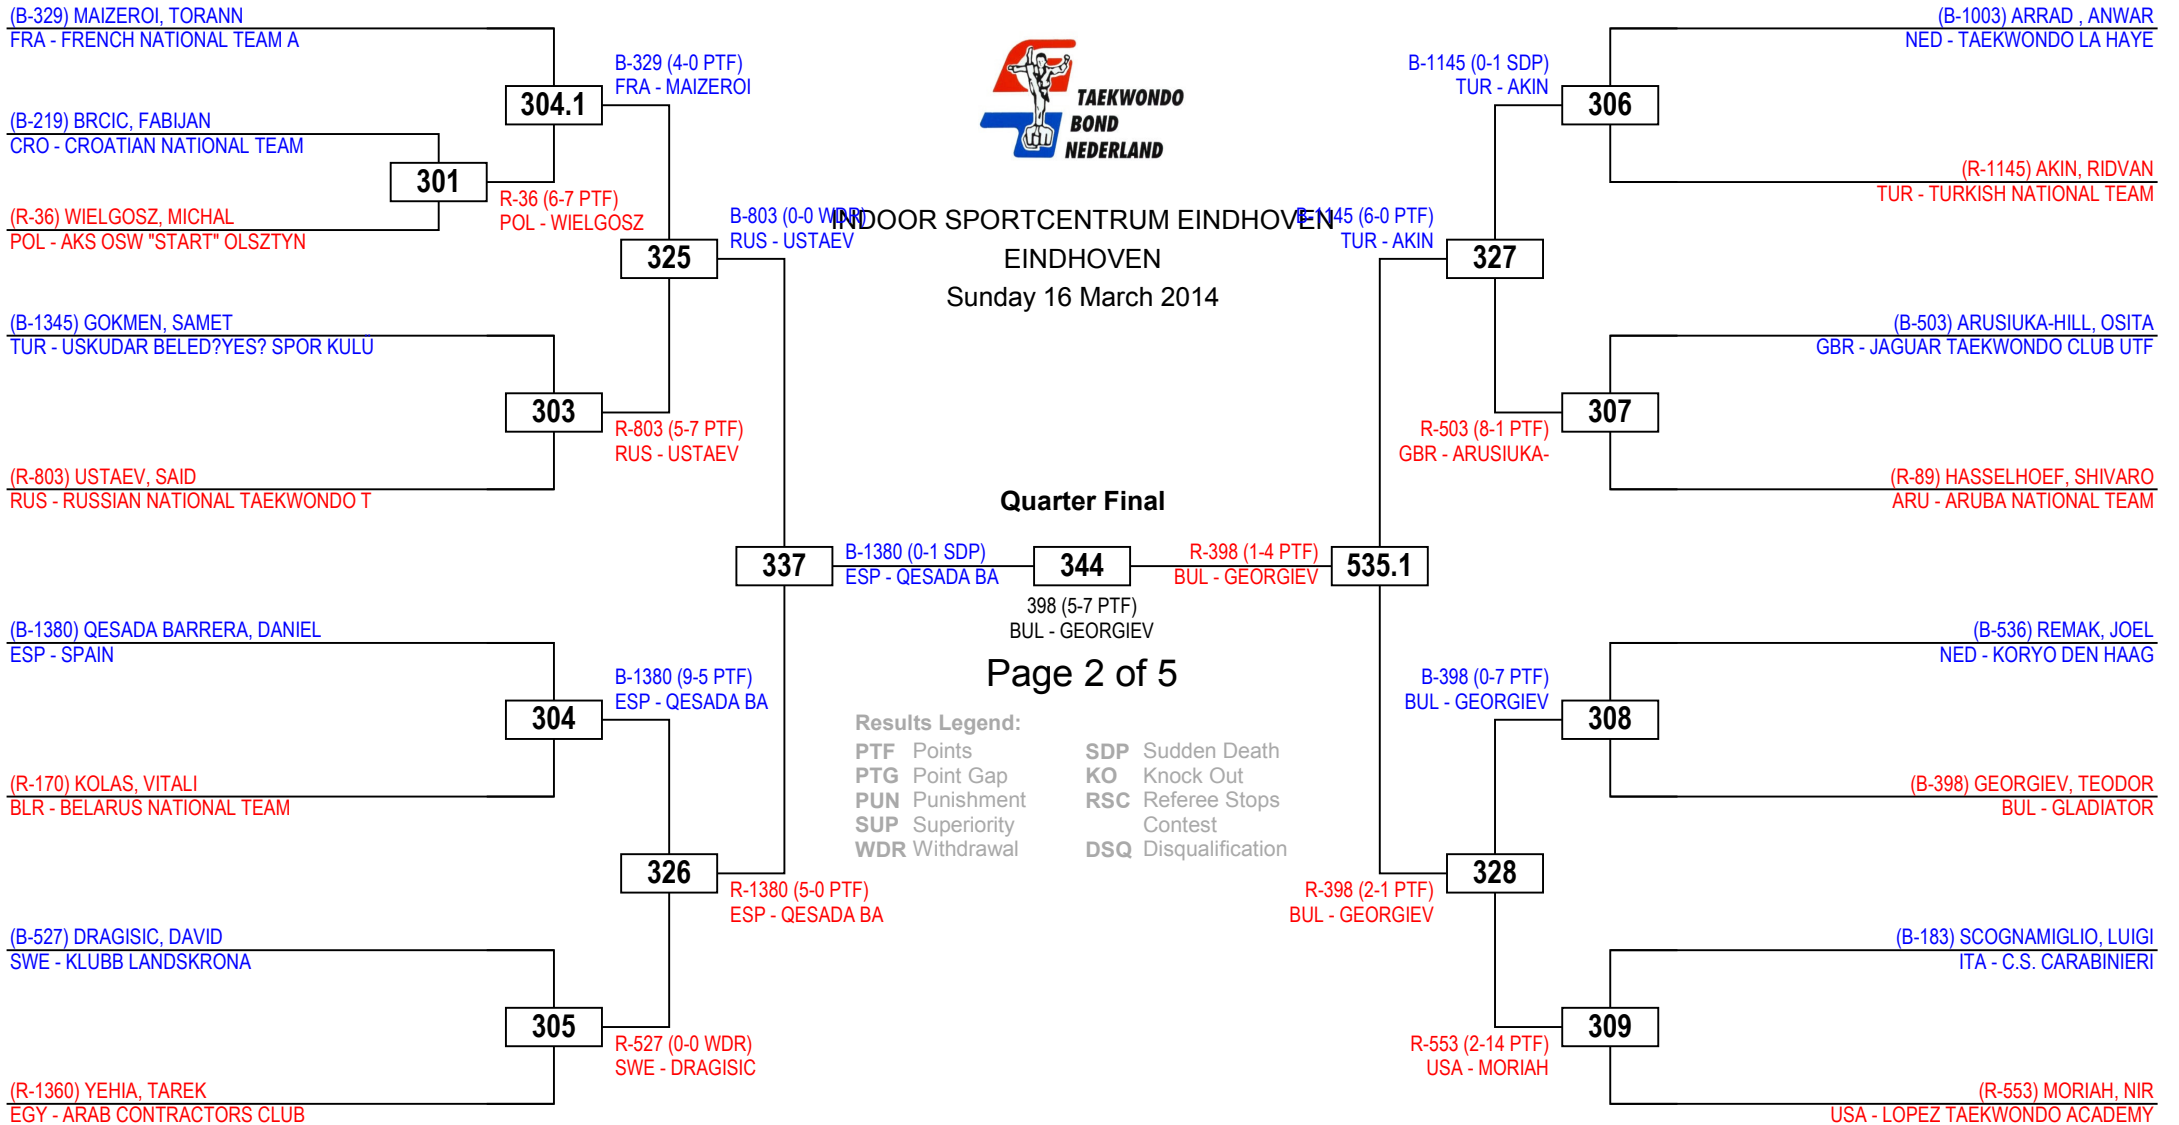 (B-329) MAIZEROI, TORANN
FRA - FRENCH NATIONAL TEAM A
B-329 (4-0 PTF)
FRA - MAIZEROI
304.1
(B-219) BRCIC, FABIJAN
CRO - CROATIAN NATIONAL TEAM
301
R-36 (6-7 PTF)
POL - WIELGOSZ
(R-36) WIELGOSZ, MICHAL
POL - AKS OSW "START" OLSZTYN
B-803 (0-0 WDR)
RUS - USTAEV
325
(B-1345) GOKMEN, SAMET
TUR - USKUDAR BELED?YES? SPOR KULÜ
303
R-803 (5-7 PTF)
RUS - USTAEV
(R-803) USTAEV, SAID
RUS - RUSSIAN NATIONAL TAEKWONDO T
337
B-1380 (0-1 SDP)
ESP - QESADA BA
(B-1380) QESADA BARRERA, DANIEL
ESP - SPAIN
B-1380 (9-5 PTF)
ESP - QESADA BA
304
(R-170) KOLAS, VITALI
BLR - BELARUS NATIONAL TEAM
326
R-1380 (5-0 PTF)
ESP - QESADA BA
(B-527) DRAGISIC, DAVID
SWE - KLUBB LANDSKRONA
305
R-527 (0-0 WDR)
SWE - DRAGISIC
(R-1360) YEHIA, TAREK
EGY - ARAB CONTRACTORS CLUB
TAEKWONDO
BOND
NEDERLAND
INDOOR SPORTCENTRUM EINDHOVEN
EINDHOVEN
Sunday 16 March 2014
Quarter Final
344
398 (5-7 PTF)
BUL - GEORGIEV
Page 2 of 5
Results Legend:
PTF Points SDP Sudden Death
PTG Point Gap KO Knock Out
PUN Punishment RSC Referee Stops
SUP Superiority Contest
WDR Withdrawal DSQ Disqualification
(B-1003) ARRAD , ANWAR
NED - TAEKWONDO LA HAYE
B-1145 (0-1 SDP)
TUR - AKIN
306
(R-1145) AKIN, RIDVAN
TUR - TURKISH NATIONAL TEAM
B-1145 (6-0 PTF)
TUR - AKIN
327
(B-503) ARUSIUKA-HILL, OSITA
GBR - JAGUAR TAEKWONDO CLUB UTF
307
R-503 (8-1 PTF)
GBR - ARUSIUKA-
(R-89) HASSELHOEF, SHIVARO
ARU - ARUBA NATIONAL TEAM
R-398 (1-4 PTF)
BUL - GEORGIEV
535.1
(B-536) REMAK, JOEL
NED - KORYO DEN HAAG
B-398 (0-7 PTF)
BUL - GEORGIEV
308
(B-398) GEORGIEV, TEODOR
BUL - GLADIATOR
328
R-398 (2-1 PTF)
BUL - GEORGIEV
(B-183) SCOGNAMIGLIO, LUIGI
ITA - C.S. CARABINIERI
309
R-553 (2-14 PTF)
USA - MORIAH
(R-553) MORIAH, NIR
USA - LOPEZ TAEKWONDO ACADEMY